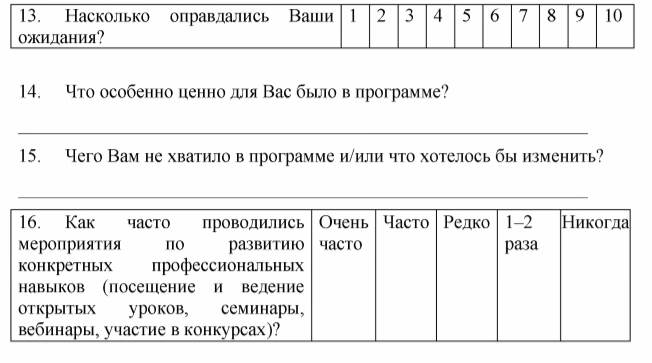 13. Насколько оправдались Ваши 1 2 3 4 5 6 7 8 9 10
ожидания?
14. Что особенно ценно для Вас было в программе?
15. Чего Вам не хватило в программе и/или что хотелось бы изменить?
16. Как часто проводились Очень Часто Редко 1–2 Никогда
мероприятия по развитию часто раза
конкретных профессиональных
навыков (посещение и ведение
открытых уроков, семинары,
вебинары, участие в конкурсах)?